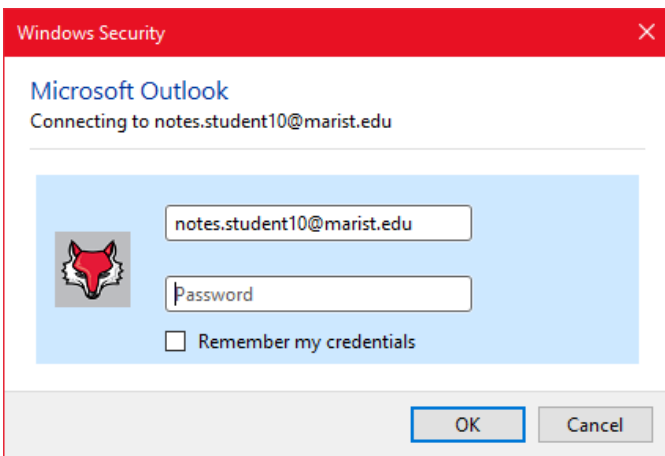 Windows Security
Microsoft Outlook
Connecting to notes.student10@marist.edu
notes.student10@marist.edu
Password
Remember my credentials
OK Cancel